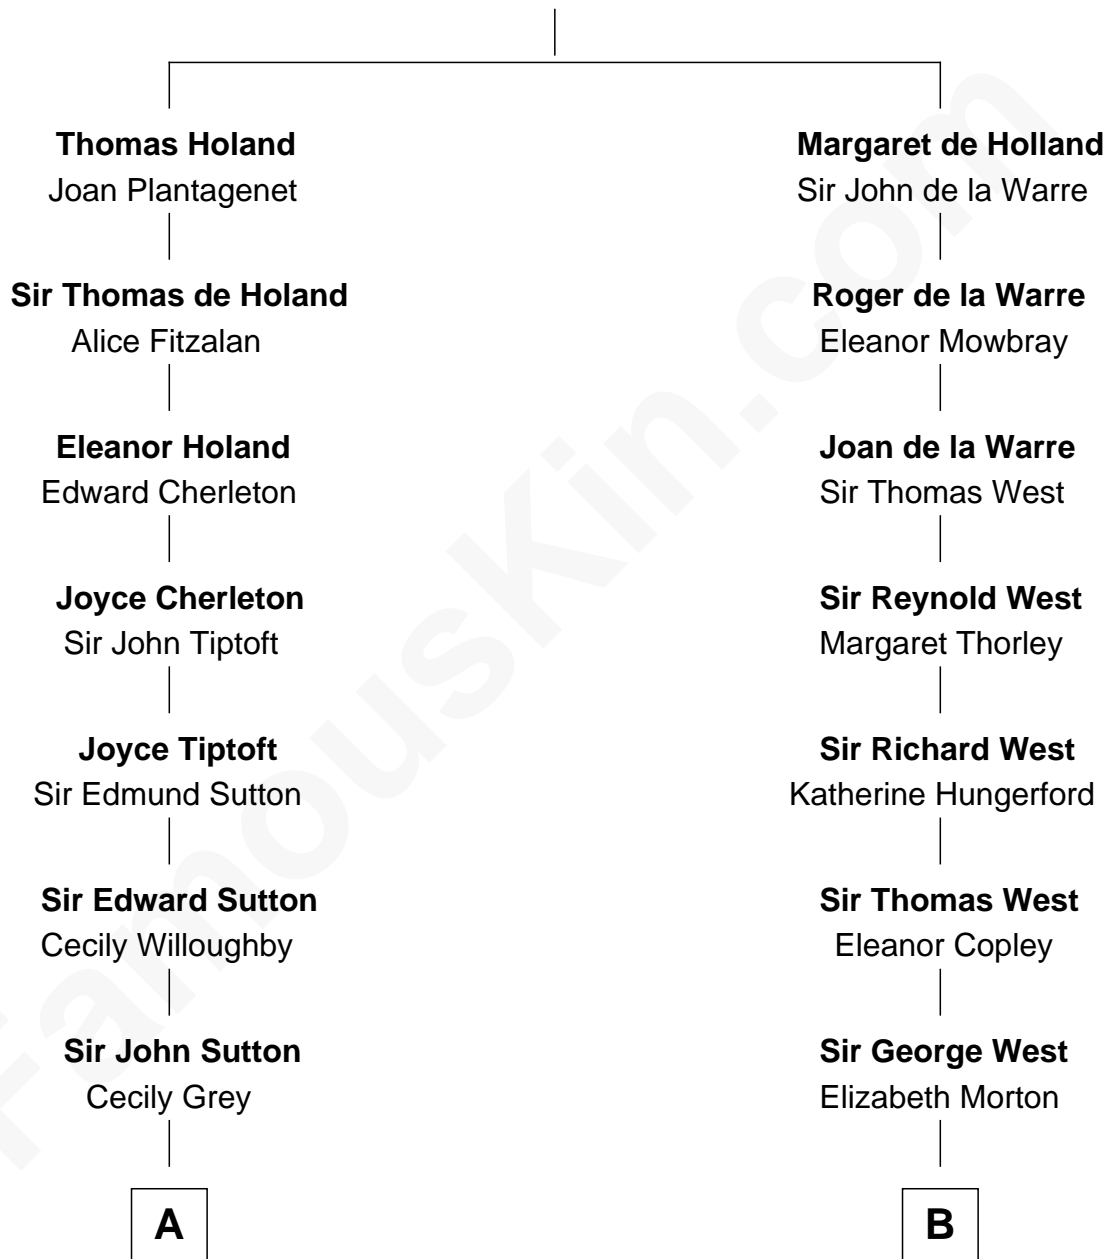 Thomas Holand
Joan Plantagenet
Sir Thomas de Holand
Alice Fitzalan
Eleanor Holand
Edward Cherleton
Joyce Cherleton
Sir John Tiptoft
Joyce Tiptoft
Sir Edmund Sutton
Sir Edward Sutton
Cecily Willoughby
Sir John Sutton
Cecily Grey
A
Margaret de Holland
Sir John de la Warre
Roger de la Warre
Eleanor Mowbray
Joan de la Warre
Sir Thomas West
Sir Reynold West
Margaret Thorley
Sir Richard West
Katherine Hungerford
Sir Thomas West
Eleanor Copley
Sir George West
Elizabeth Morton
B
FamousKin.com